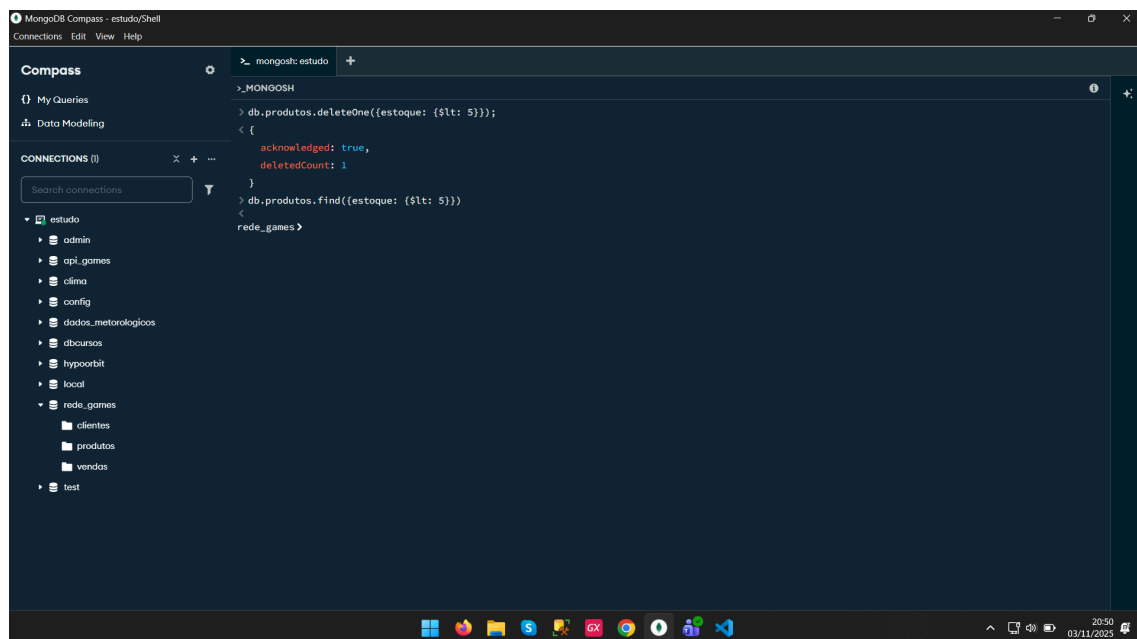 MongoDB Compass - estudo/Shell
Connections Edit View Help
Compass
>_ mongosh: estudo
>_MONGOSH
{} My Queries
Data Modeling
CONNECTIONS (1)
Search connections
estudo
admin
api_games
clima
config
dados_metorologicos
dbcursos
hypoorbit
local
rede_games
clientes
produtos
vendas
test
> db.produtos.deleteOne({estoque: {$lt: 5}});
< {
acknowledged: true,
deletedCount: 1
}
> db.produtos.find({estoque: {$lt: 5}})
<
rede_games>
GX
20:50
03/11/2025